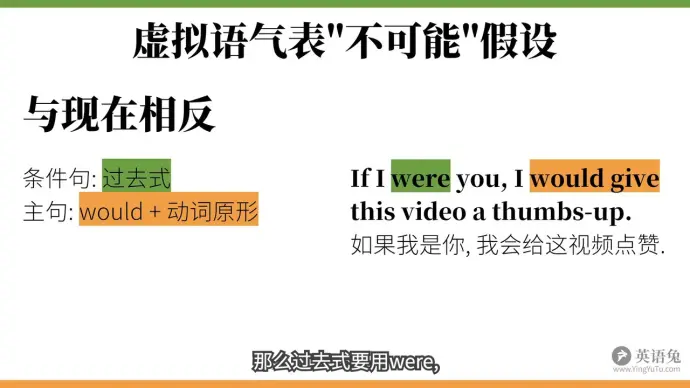 虚拟语气表"不可能"假设
与现在相反
条件句: 过去式
主句: would + 动词原形
If I were you, I would give
this video a thumbs-up.
如果我是你, 我会给这视频点赞.
那么过去式要用were,
英语兔
www.YingYuTu.com